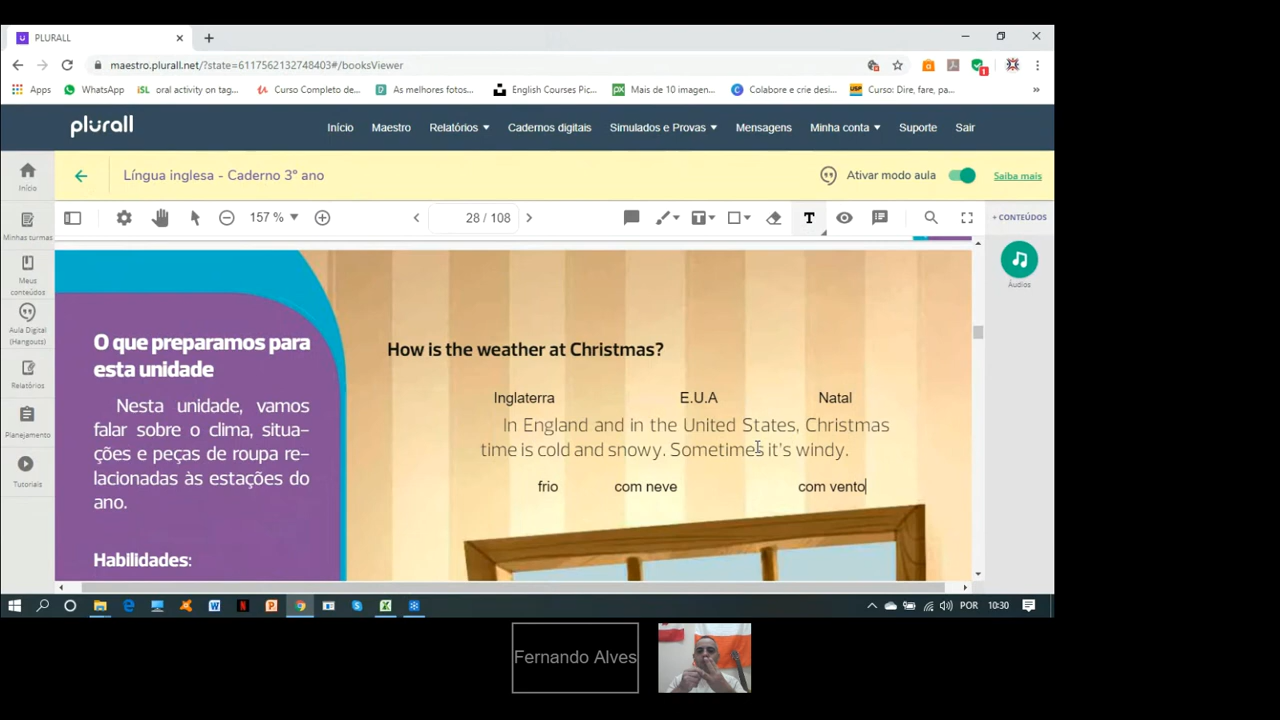 PLURALL
maestro.plurall.net/?state=6117562132748403#/booksViewer
1
Apps WhatsApp oral activity on tag... Curso Completo de... As melhores fotos... English Courses Pic... Mais de 10 imagen... Colabore e crie desi... Curso: Dire, fare, pa... »
plurall Início Maestro Relatórios Cadernos digitais Simulados e Provas Mensagens Minha conta Suporte Sair
Início
Língua inglesa - Caderno 3º ano Ativar modo aula Saiba mais
Minhas turmas
157 % 28 / 108 T + CONTEÚDOS
Meus conteúdos
Áudios
Aula Digital (Hangouts)
Relatórios
Planejamento
Tutoriais
O que preparamos para
esta unidade
Nesta unidade, vamos
falar sobre o clima, situa-
ções e peças de roupa re-
lacionadas às estações do
ano.
Habilidades:
How is the weather at Christmas?
Inglaterra E.U.A Natal
In England and in the United States, Christmas
time is cold and snowy. Sometimes it's windy.
frio com neve com vento
POR 10:30
Fernando Alves